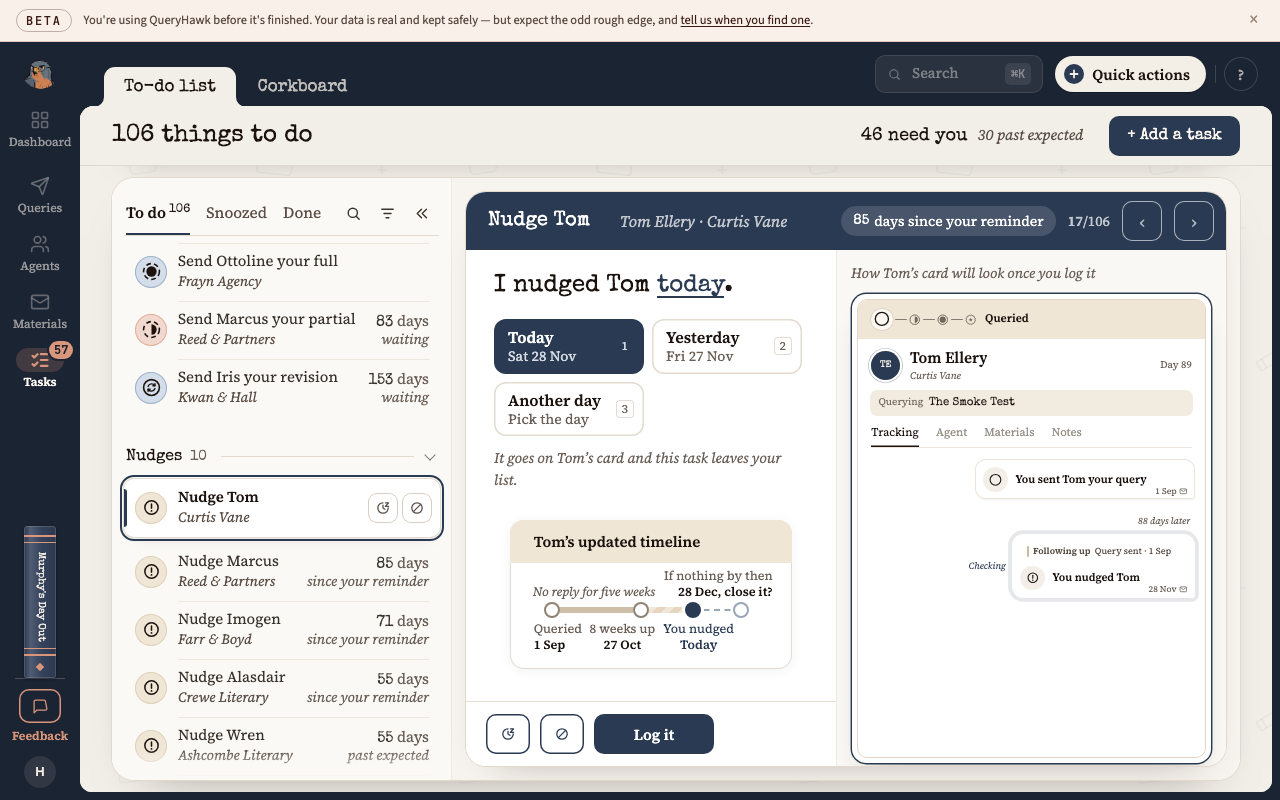 BETA
You're using QueryHawk before it's finished. Your data is real and kept safely — but expect the odd rough edge, and tell us when you find one.
×
To-do list
Corkboard
Search
⌘K
+ Quick actions
?
Dashboard
Queries
Agents
Materials
57
Tasks
Murphy's Day Out
Feedback
H
106 things to do
46 need you
30 past expected
+ Add a task
To do 106
Snoozed
Done
Send Ottoline your full
Frayn Agency
Send Marcus your partial
83 days
Reed & Partners
waiting
Send Iris your revision
153 days
Kwan & Hall
waiting
Nudges 10
Nudge Tom
Curtis Vane
Nudge Marcus
85 days
Reed & Partners
since your reminder
Nudge Imogen
71 days
Farr & Boyd
since your reminder
Nudge Alasdair
55 days
Crewe Literary
since your reminder
Nudge Wren
55 days
Ashcombe Literary
past expected
Nudge Tom
Tom Ellery · Curtis Vane
85 days since your reminder
17/106
‹
›
I nudged Tom today.
Today
Sat 28 Nov
1
Yesterday
Fri 27 Nov
2
Another day
Pick the day
3
It goes on Tom's card and this task leaves your
list.
Tom's updated timeline
If nothing by then
No reply for five weeks
28 Dec, close it?
Queried
8 weeks up
You nudged
1 Sep
27 Oct
Today
Log it
How Tom's card will look once you log it
Queried
TE
Tom Ellery
Curtis Vane
Day 89
Querying The Smoke Test
Tracking
Agent
Materials
Notes
You sent Tom your query
1 Sep
88 days later
Checking
Following up Query sent · 1 Sep
You nudged Tom
28 Nov